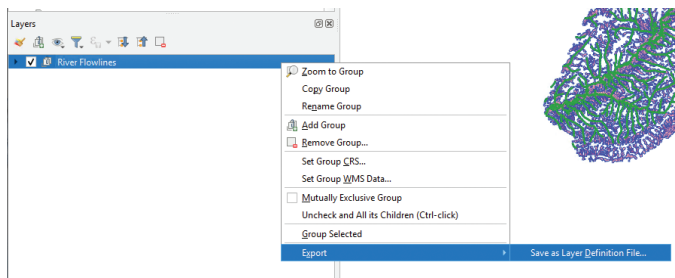 Layers
River Flowlines
Zoom to Group
Copy Group
Rename Group
Add Group
Remove Group...
Set Group CRS...
Set Group WMS Data...
Mutually Exclusive Group
Uncheck and All its Children (Ctrl-click)
Group Selected
Export
Save as Layer Definition File...